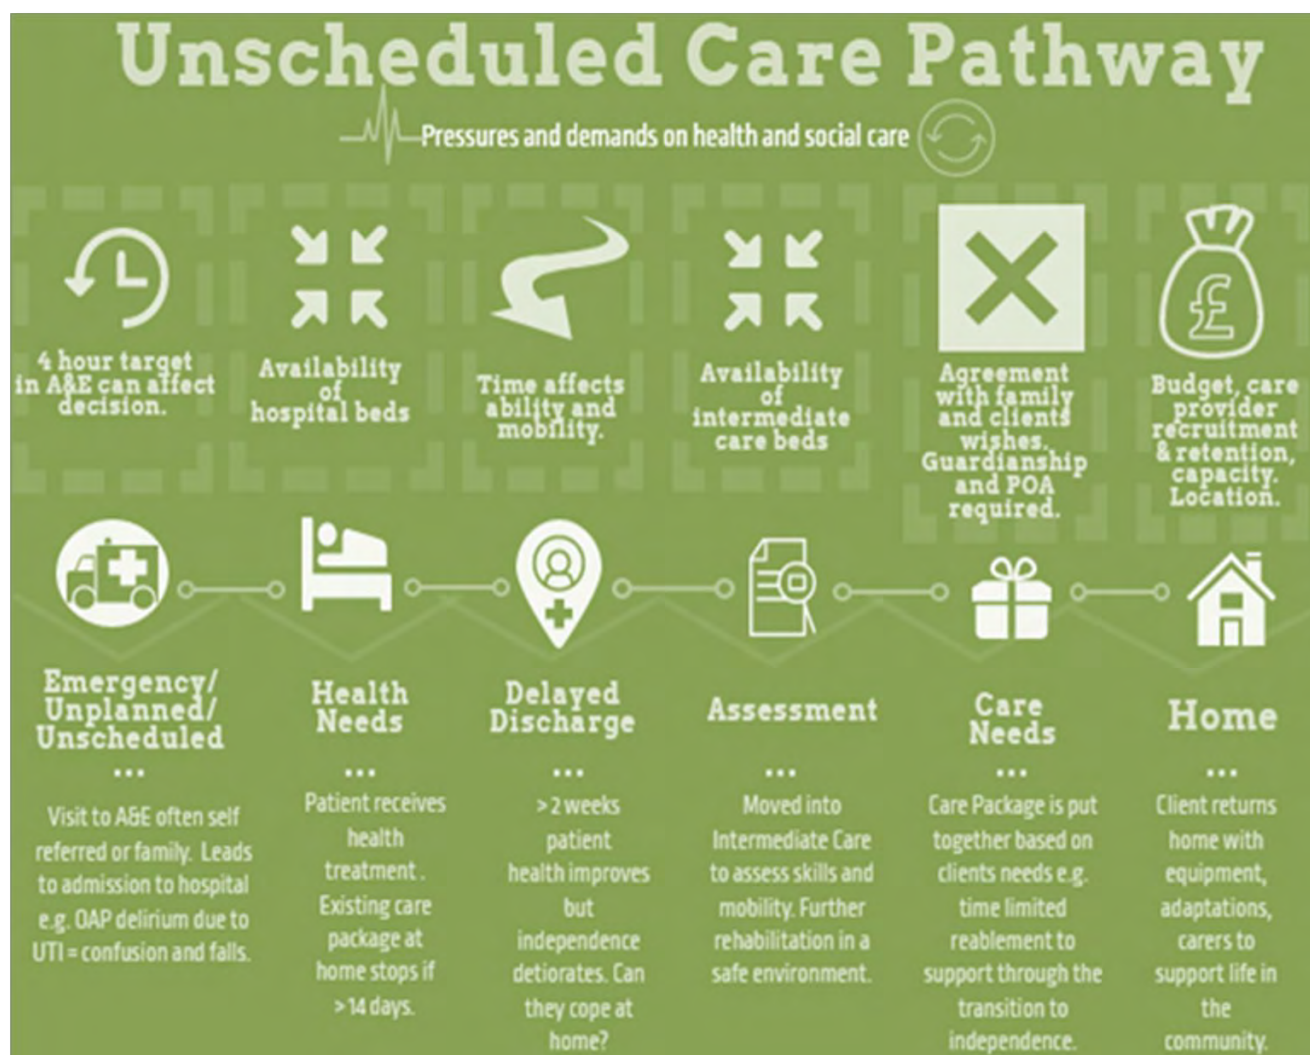 Unscheduled Care Pathway
Pressures and demands on health and social care
4 hour target
in A&E can affect
decision.
Availability
of
hospital beds
Time affects
ability and
mobility.
Availability
of
intermediate
care beds
Agreement
with family
and clients
wishes.
Guardianship
and POA
required.
£
Budget, care
provider
recruitment
& retention,
capacity.
Location.
Emergency/
Unplanned/
Unscheduled
...
Visit to A&E often self
referred or family. Leads
to admission to hospital
e.g. OAP delirium due to
UTI = confusion and falls.
Health
Needs
...
Patient receives
health
treatment .
Existing care
package at
home stops if
>14 days.
Delayed
Discharge
...
>2 weeks
patient
health improves
but
independence
detiorates. Can
they cope at
home?
Assessment
...
Moved into
Intermediate Care
to assess skills and
mobility. Further
rehabilitation in a
safe environment.
Care
Needs
...
Care Package is put
together based on
clients needs e.g.
time limited
reablement to
support through the
transition to
independence.
Home
...
Client returns
home with
equipment,
adaptations,
carers to
support life in
the
community.